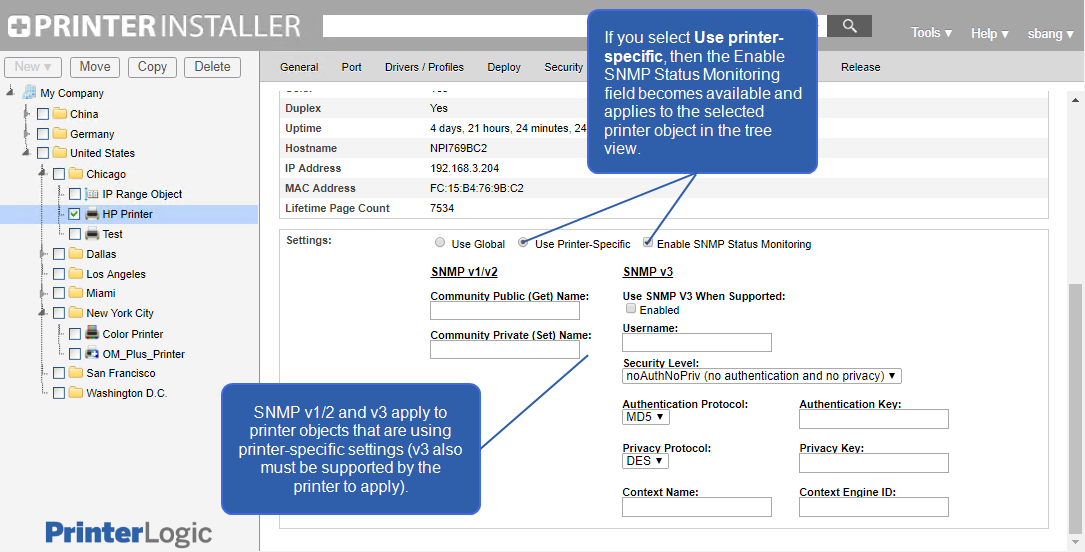 PRINTERINSTALLER
Tools ▼ Help ▼ sbang ▼
New ▼ Move Copy Delete
General Port Drivers / Profiles Deploy Security Release
My Company
China
Germany
United States
Chicago
IP Range Object
HP Printer
Test
Dallas
Los Angeles
Miami
New York City
Color Printer
OM_Plus_Printer
San Francisco
Washington D.C.
PrinterLogic
If you select Use printer-
specific, then the Enable
SNMP Status Monitoring
field becomes available and
applies to the selected
printer object in the tree
view.
Duplex Yes
Uptime 4 days, 21 hours, 24 minutes, 24
Hostname NPI769BC2
IP Address 192.168.3.204
MAC Address FC:15:B4:76:9B:C2
Lifetime Page Count 7534
Settings: Use Global Use Printer-Specific Enable SNMP Status Monitoring
SNMP v1/v2
Community Public (Get) Name:
Community Private (Set) Name:
SNMP v3
Use SNMP V3 When Supported:
Enabled
Username:
Security Level:
noAuthNoPriv (no authentication and no privacy) ▼
Authentication Protocol: Authentication Key:
MD5 ▼
Privacy Protocol: Privacy Key:
DES ▼
Context Name: Context Engine ID:
SNMP v1/2 and v3 apply to
printer objects that are using
printer-specific settings (v3 also
must be supported by the
printer to apply).